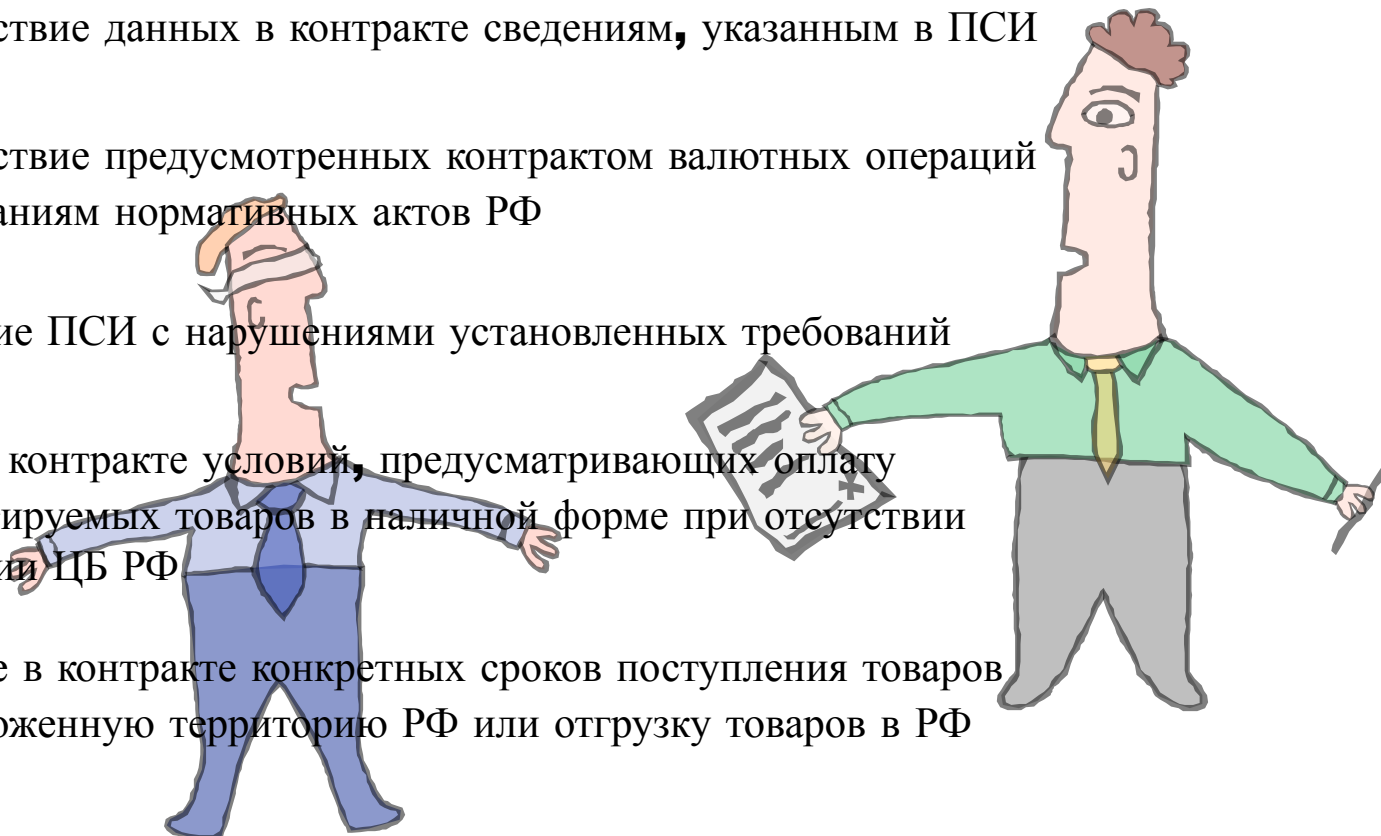 ствие данных в контракте сведениям, указанным в ПСИ
ствие предусмотренных контрактом валютных операций
аниям нормативных актов РФ
ие ПСИ с нарушениями установленных требований
контракте условий, предусматривающих оплату
ируемых товаров в наличной форме при отсутствии
ии ЦБ РФ
е в контракте конкретных сроков поступления товаров
оженную территорию РФ или отгрузку товаров в РФ